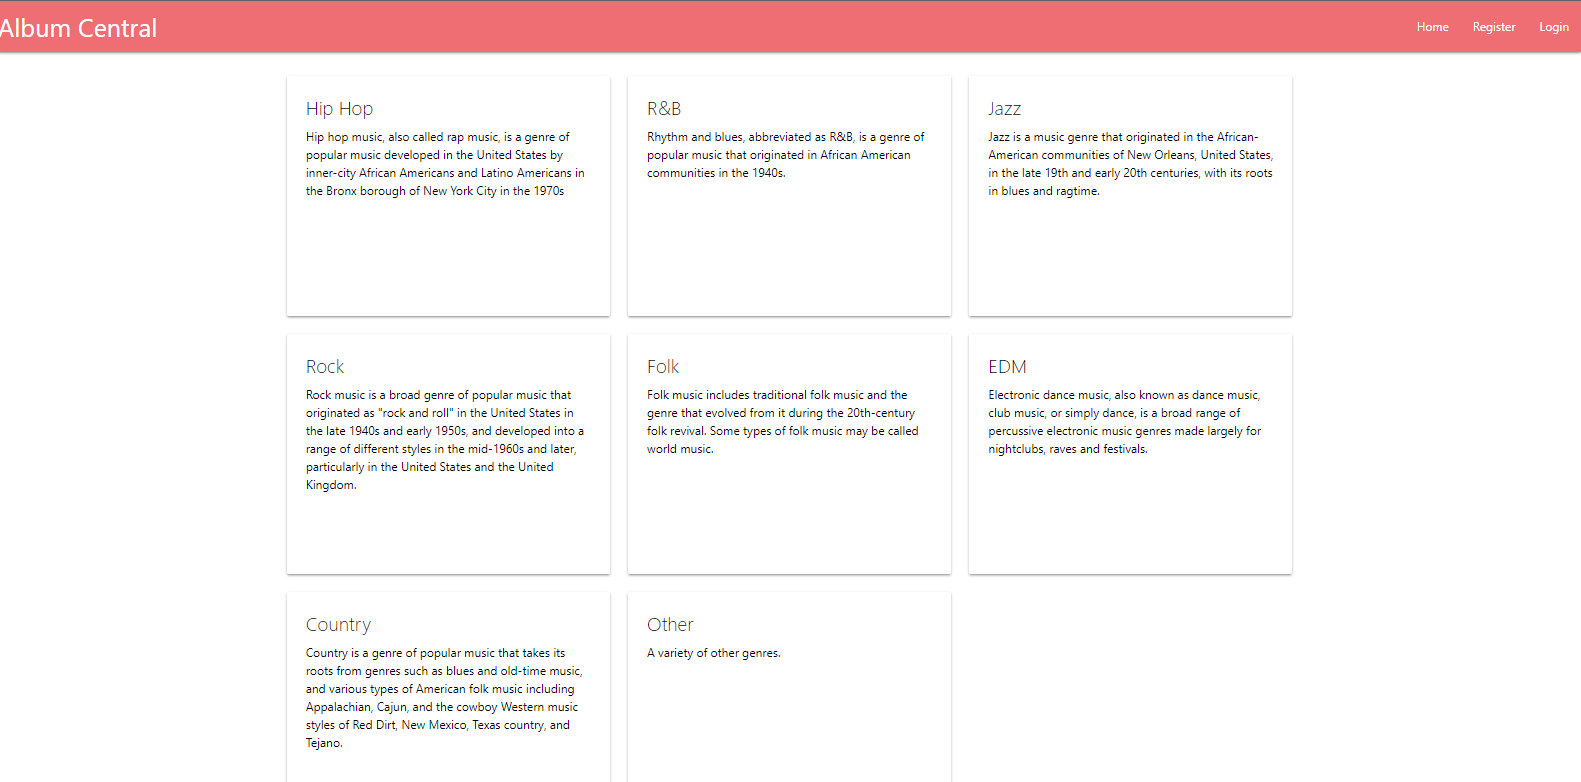 Album Central
Home
Register
Login
Hip Hop
Hip hop music, also called rap music, is a genre of
popular music developed in the United States by
inner-city African Americans and Latino Americans in
the Bronx borough of New York City in the 1970s
R&B
Rhythm and blues, abbreviated as R&B, is a genre of
popular music that originated in African American
communities in the 1940s.
Jazz
Jazz is a music genre that originated in the African-
American communities of New Orleans, United States,
in the late 19th and early 20th centuries, with its roots
in blues and ragtime.
Rock
Rock music is a broad genre of popular music that
originated as "rock and roll" in the United States in
the late 1940s and early 1950s, and developed into a
range of different styles in the mid-1960s and later,
particularly in the United States and the United
Kingdom.
Folk
Folk music includes traditional folk music and the
genre that evolved from it during the 20th-century
folk revival. Some types of folk music may be called
world music.
EDM
Electronic dance music, also known as dance music,
club music, or simply dance, is a broad range of
percussive electronic music genres made largely for
nightclubs, raves and festivals.
Country
Country is a genre of popular music that takes its
roots from genres such as blues and old-time music,
and various types of American folk music including
Appalachian, Cajun, and the cowboy Western music
styles of Red Dirt, New Mexico, Texas country, and
Tejano.
Other
A variety of other genres.